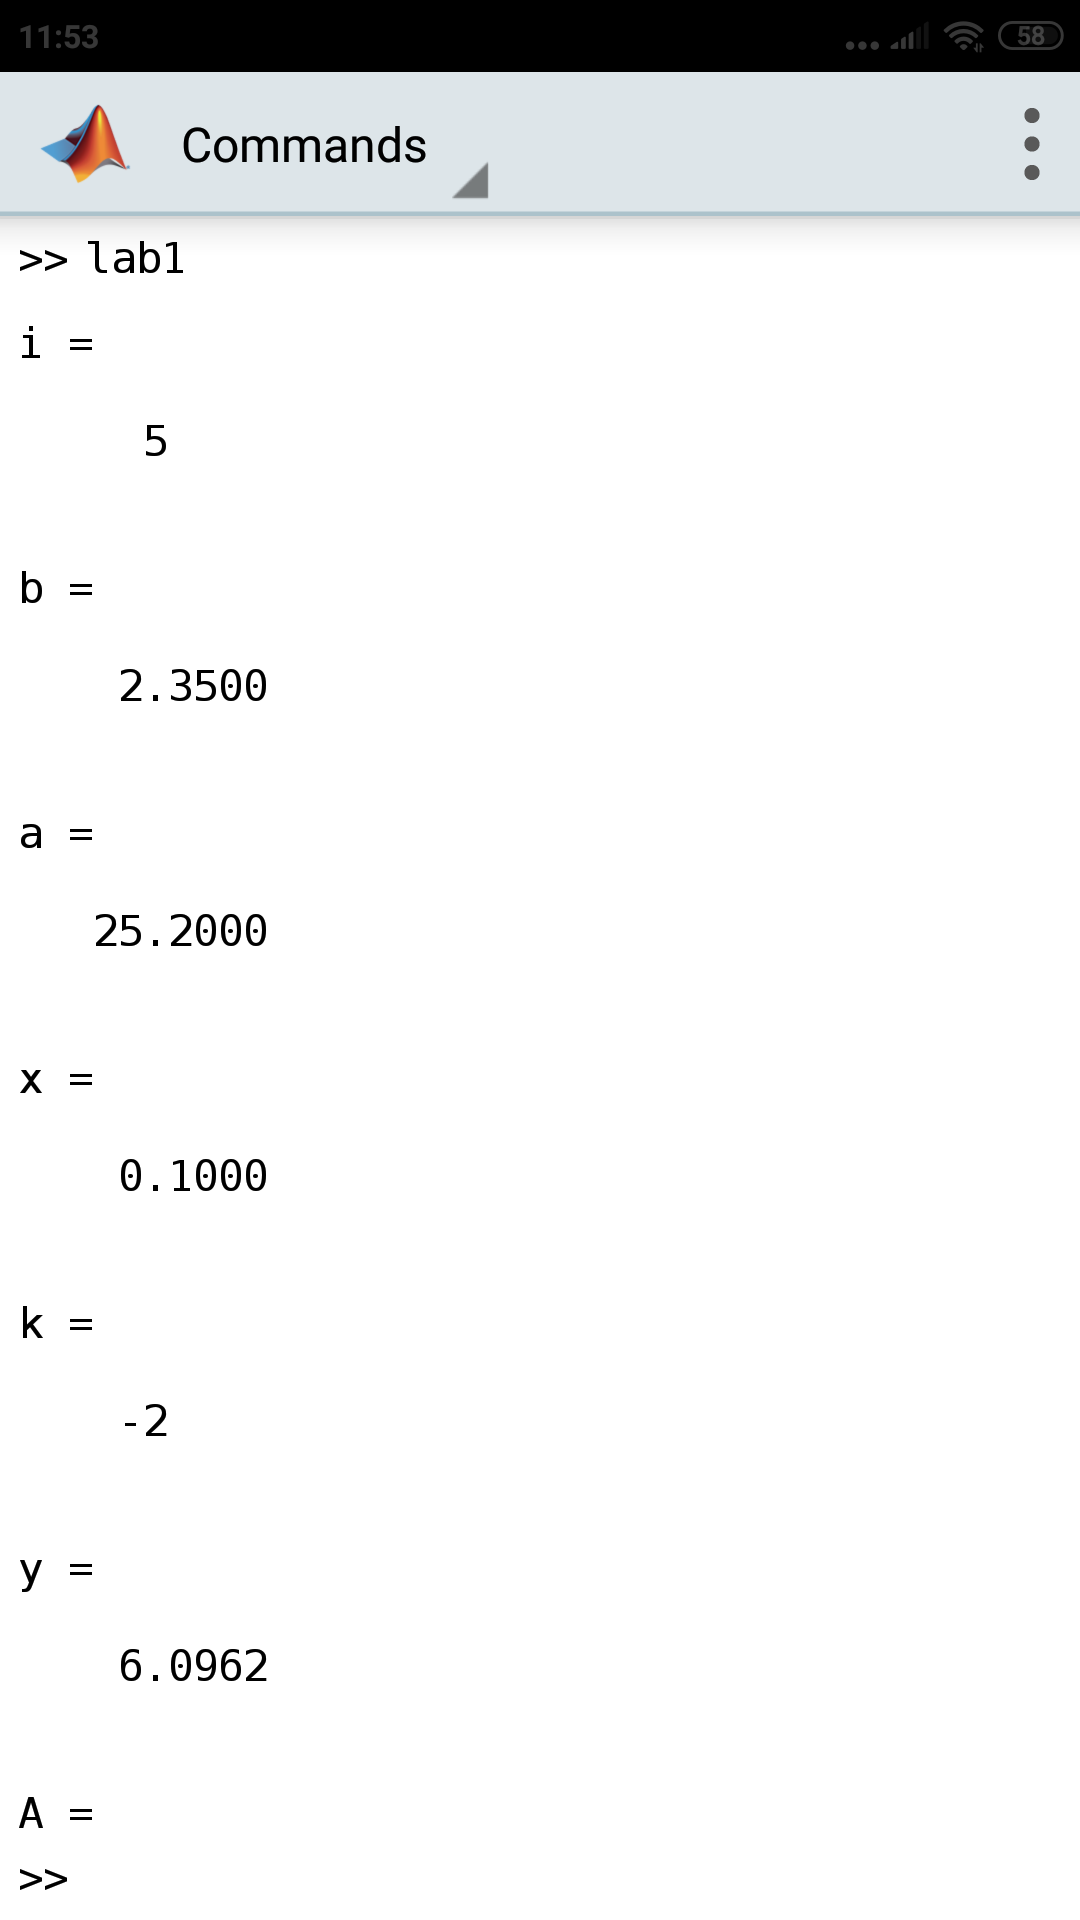 11:53
58
Commands
>> lab1
i =
5
b =
2.3500
a =
25.2000
x =
0.1000
k =
-2
y =
6.0962
A =
>>